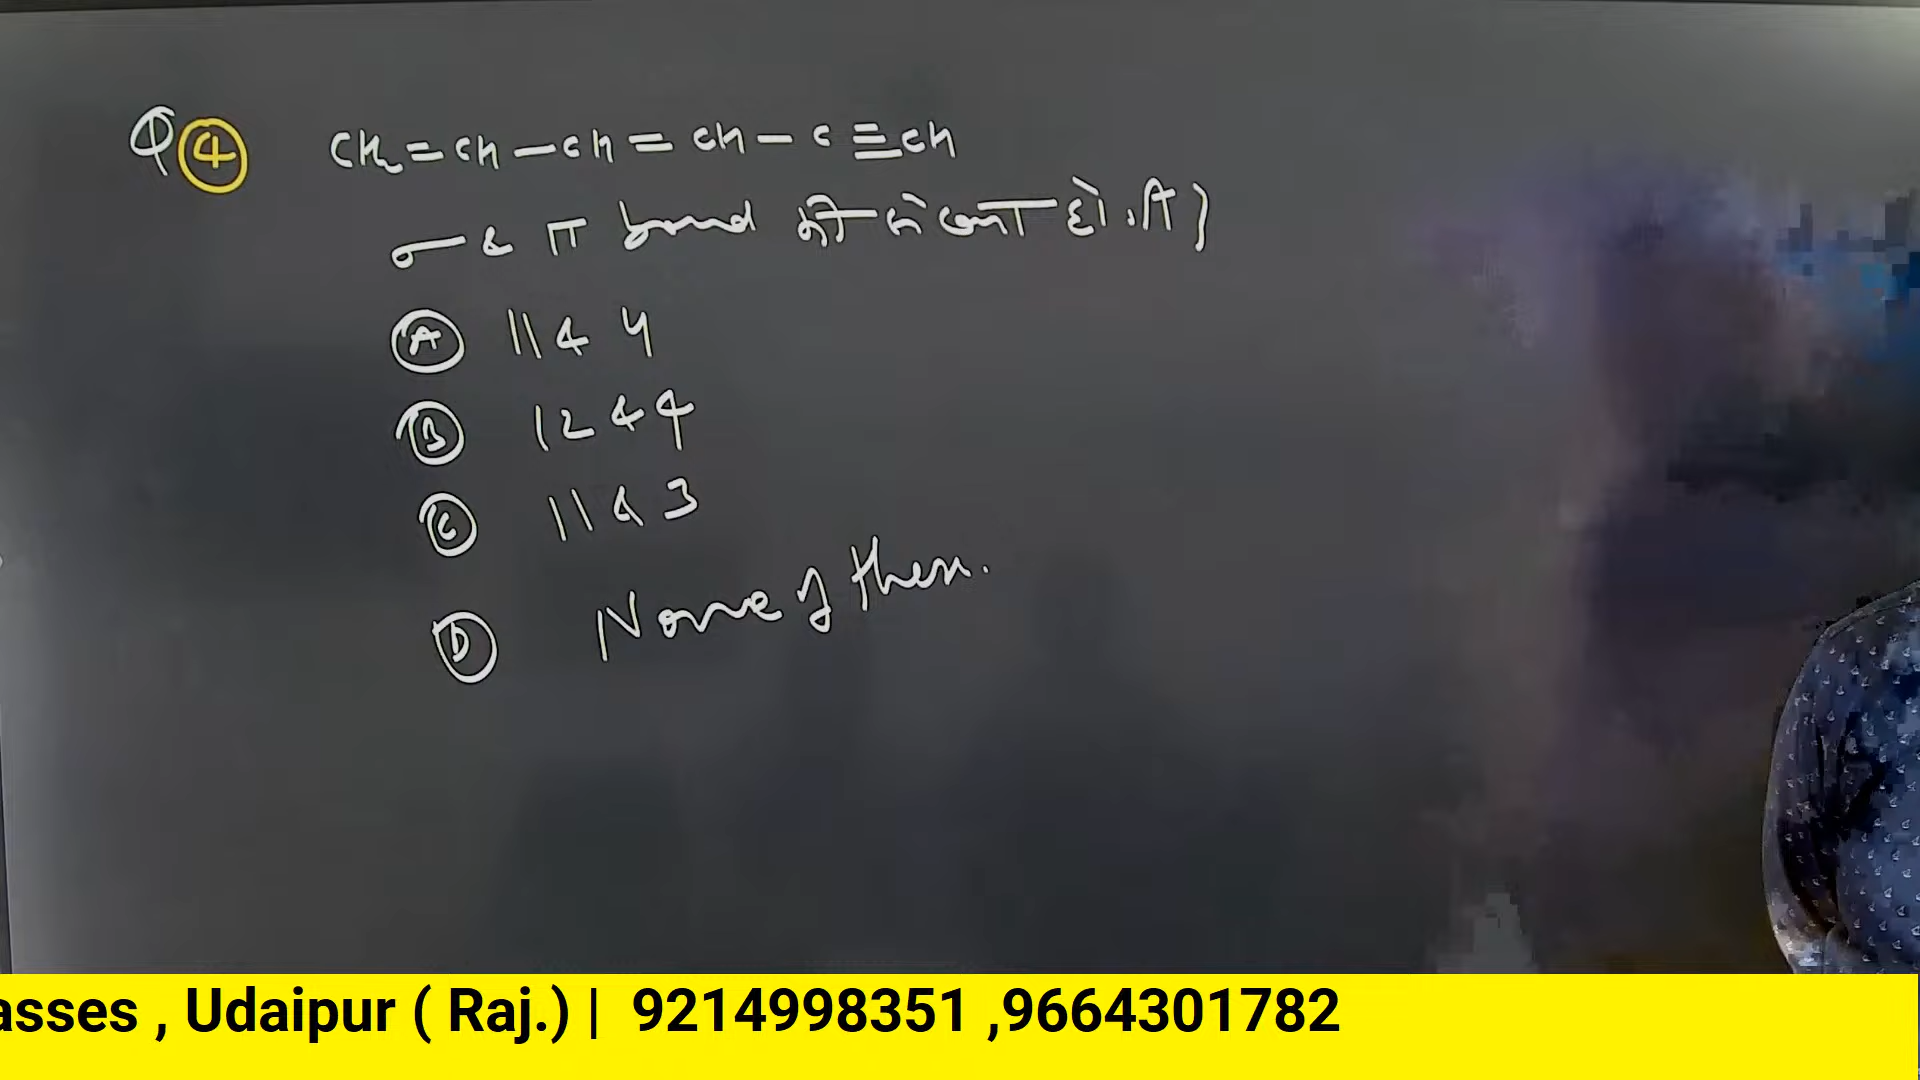 Q ④ CH₂=CH-CH=CH-C≡CH
σ & π bond की संख्या होगी
Ⓐ 11 & 4
Ⓑ 12 & 4
Ⓒ 11 & 3
Ⓓ None of them.
asses , Udaipur ( Raj.) | 9214998351 ,9664301782